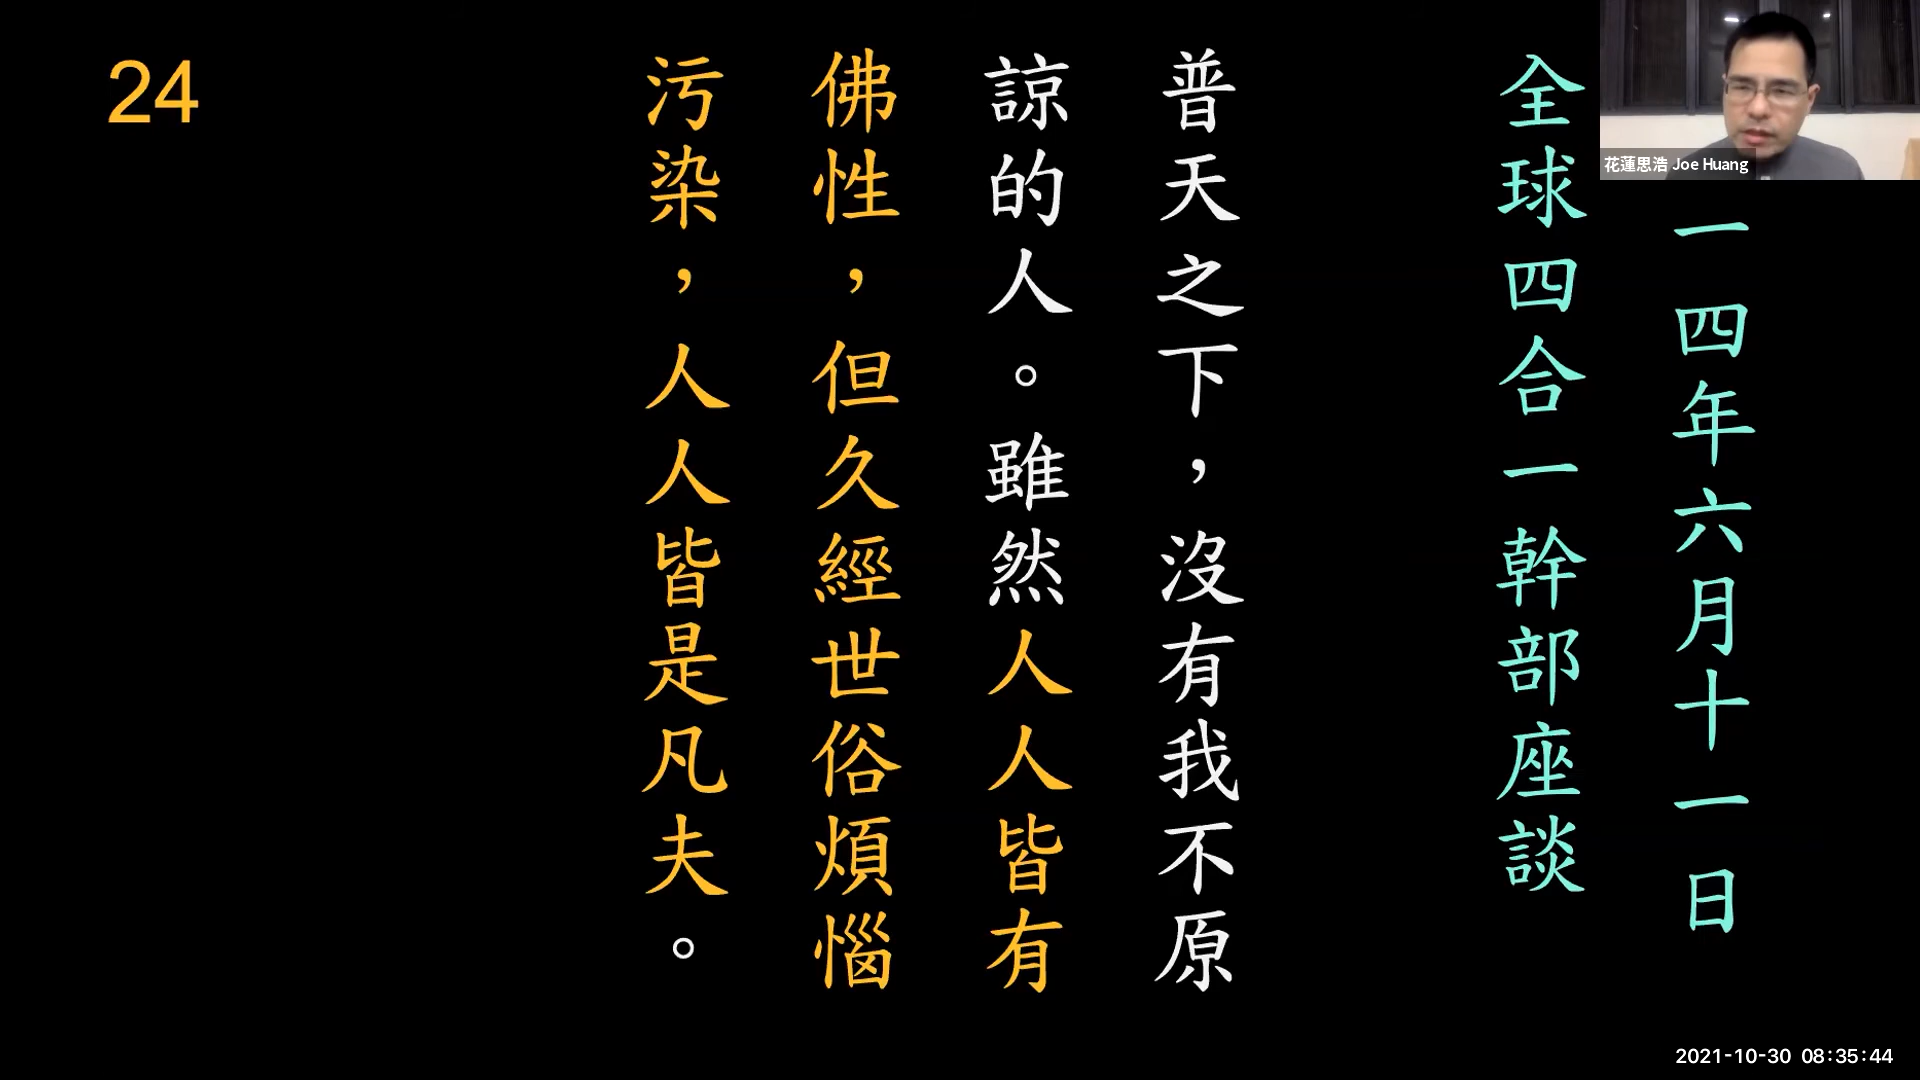 一四年六月十一日
全球四合一幹部座談
普天之下，沒有我不原
諒的人。雖然人人皆有
佛性，但久經世俗煩惱
污染，人人皆是凡夫。
24
花蓮思浩 Joe Huang
2021-10-30 08:35:44